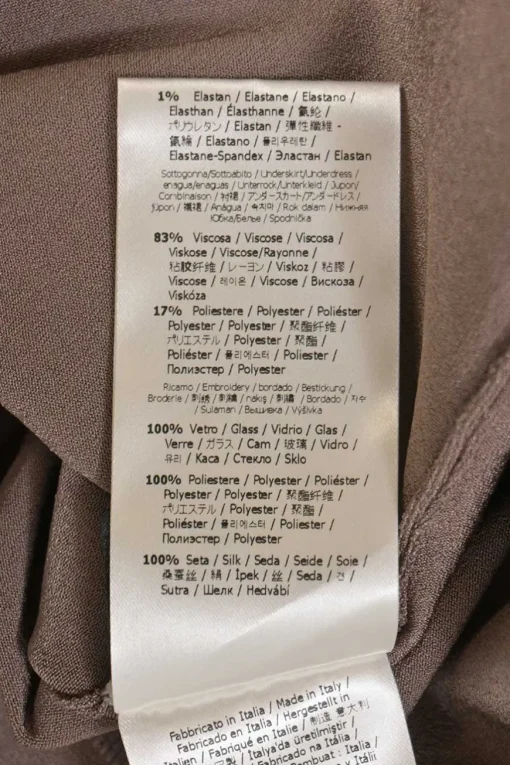 1% Elastan / Elastane / Elastano /
Elasthan / Élasthanne / 氨纶 /
ポリウレタン / Elastan / 彈性纖維 -
氨綸 / Elastano / 폴리우레탄 /
Elastane-Spandex / Эластан / Elastan
Sottogonna/Sottoabito / Underskirt/Underdress /
enagua/enaguas / Unterrock/Unterkleid / Jupon/
Combinaison / 衬裙 / アンダースカート/アンダードレス /
jüpon / 襯裙 / Anágua / 속치마 / Rok dalam / Нижняя
Юбка/Белье / Spodnička
83% Viscosa / Viscose / Viscosa /
Viskose / Viscose/Rayonne /
粘胶纤维 / レーヨン / Viskoz / 粘膠 /
Viscose / 레이온 / Viscose / Вискоза /
Viskóza
17% Poliestere / Polyester / Poliéster /
Polyester / Polyester / 聚酯纤维 /
ポリエステル / Polyester / 聚酯 /
Poliéster / 폴리에스터 / Poliester /
Полиэстер / Polyester
Ricamo / Embroidery / bordado / Bestickung /
Broderie / 刺绣 / 刺繍 / nakış / 刺繡 / Bordado / 자수
/ Sulaman / Вышивка / Výšivka
100% Vetro / Glass / Vidrio / Glas /
Verre / ガラス / Cam / 玻璃 / Vidro /
유리 / Kaca / Стекло / Sklo
100% Poliestere / Polyester / Poliéster /
Polyester / Polyester / 聚酯纤维 /
ポリエステル / Polyester / 聚酯 /
Poliéster / 폴리에스터 / Poliester /
Полиэстер / Polyester
100% Seta / Silk / Seda / Seide / Soie /
桑蚕丝 / 絹 / İpek / 丝 / Seda / 견 /
Sutra / Шелк / Hedvábí
Fabbricato in Italia / Made in Italy /
Fabricado en Italia / Hergestellt in
Italien / Fabriqué en Italie / 制造 意大利
/ İtalya'da üretilmiştir /
/ Fabricado na Itália /
/ Buatan : Italia /
v Itálii